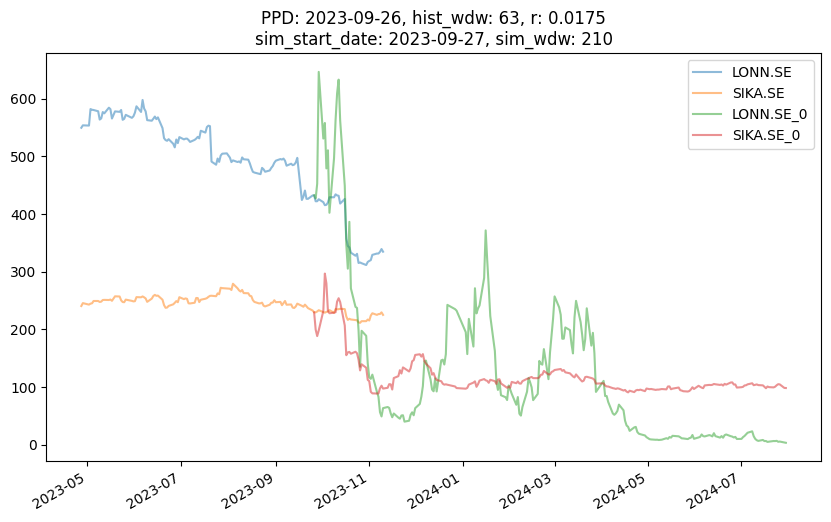 PPD: 2023-09-26, hist_wdw: 63, r: 0.0175
sim_start_date: 2023-09-27, sim_wdw: 210
LONN.SE
SIKA.SE
LONN.SE_0
SIKA.SE_0
600
500
400
300
200
100
0
2023-05
2023-07
2023-09
2023-11
2024-01
2024-03
2024-05
2024-07